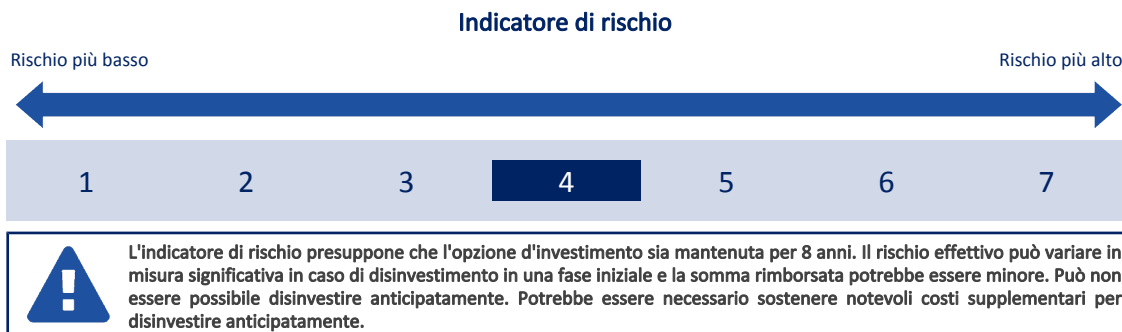 Indicatore di rischio
Rischio più basso
Rischio più alto
1 2 3 4 5 6 7
L'indicatore di rischio presuppone che l'opzione d'investimento sia mantenuta per 8 anni. Il rischio effettivo può variare in
misura significativa in caso di disinvestimento in una fase iniziale e la somma rimborsata potrebbe essere minore. Può non
essere possibile disinvestire anticipatamente. Potrebbe essere necessario sostenere notevoli costi supplementari per
disinvestire anticipatamente.